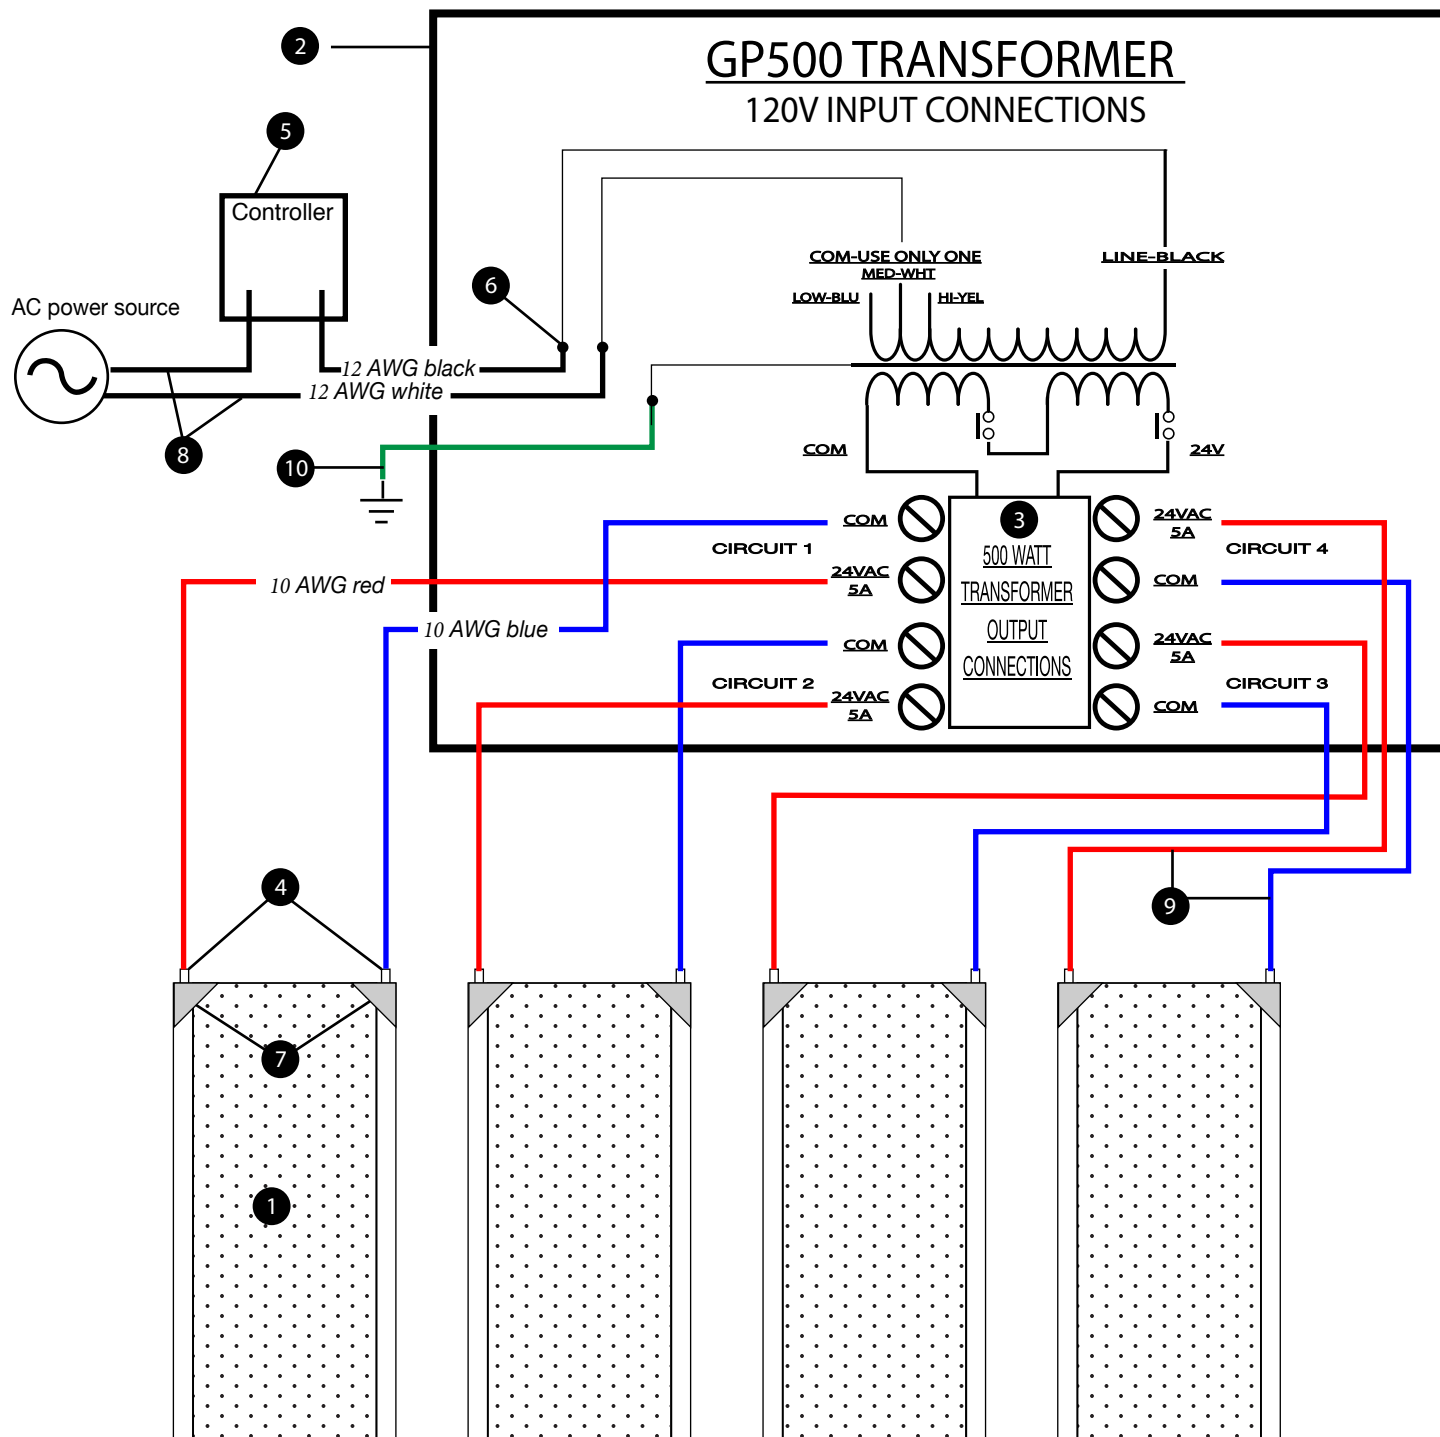 2
GP500 TRANSFORMER
120V INPUT CONNECTIONS
5
Controller
COM-USE ONLY ONE
MED-WHT
LINE-BLACK
LOW-BLU
HI-YEL
6
AC power source
12 AWG black
12 AWG white
8
10
COM
24V
COM
CIRCUIT 1
24VAC
5A
COM
CIRCUIT 2
24VAC
5A
3
500 WATT
TRANSFORMER
OUTPUT
CONNECTIONS
24VAC
5A
CIRCUIT 4
COM
24VAC
5A
CIRCUIT 3
COM
10 AWG red
10 AWG blue
4
9
7
1